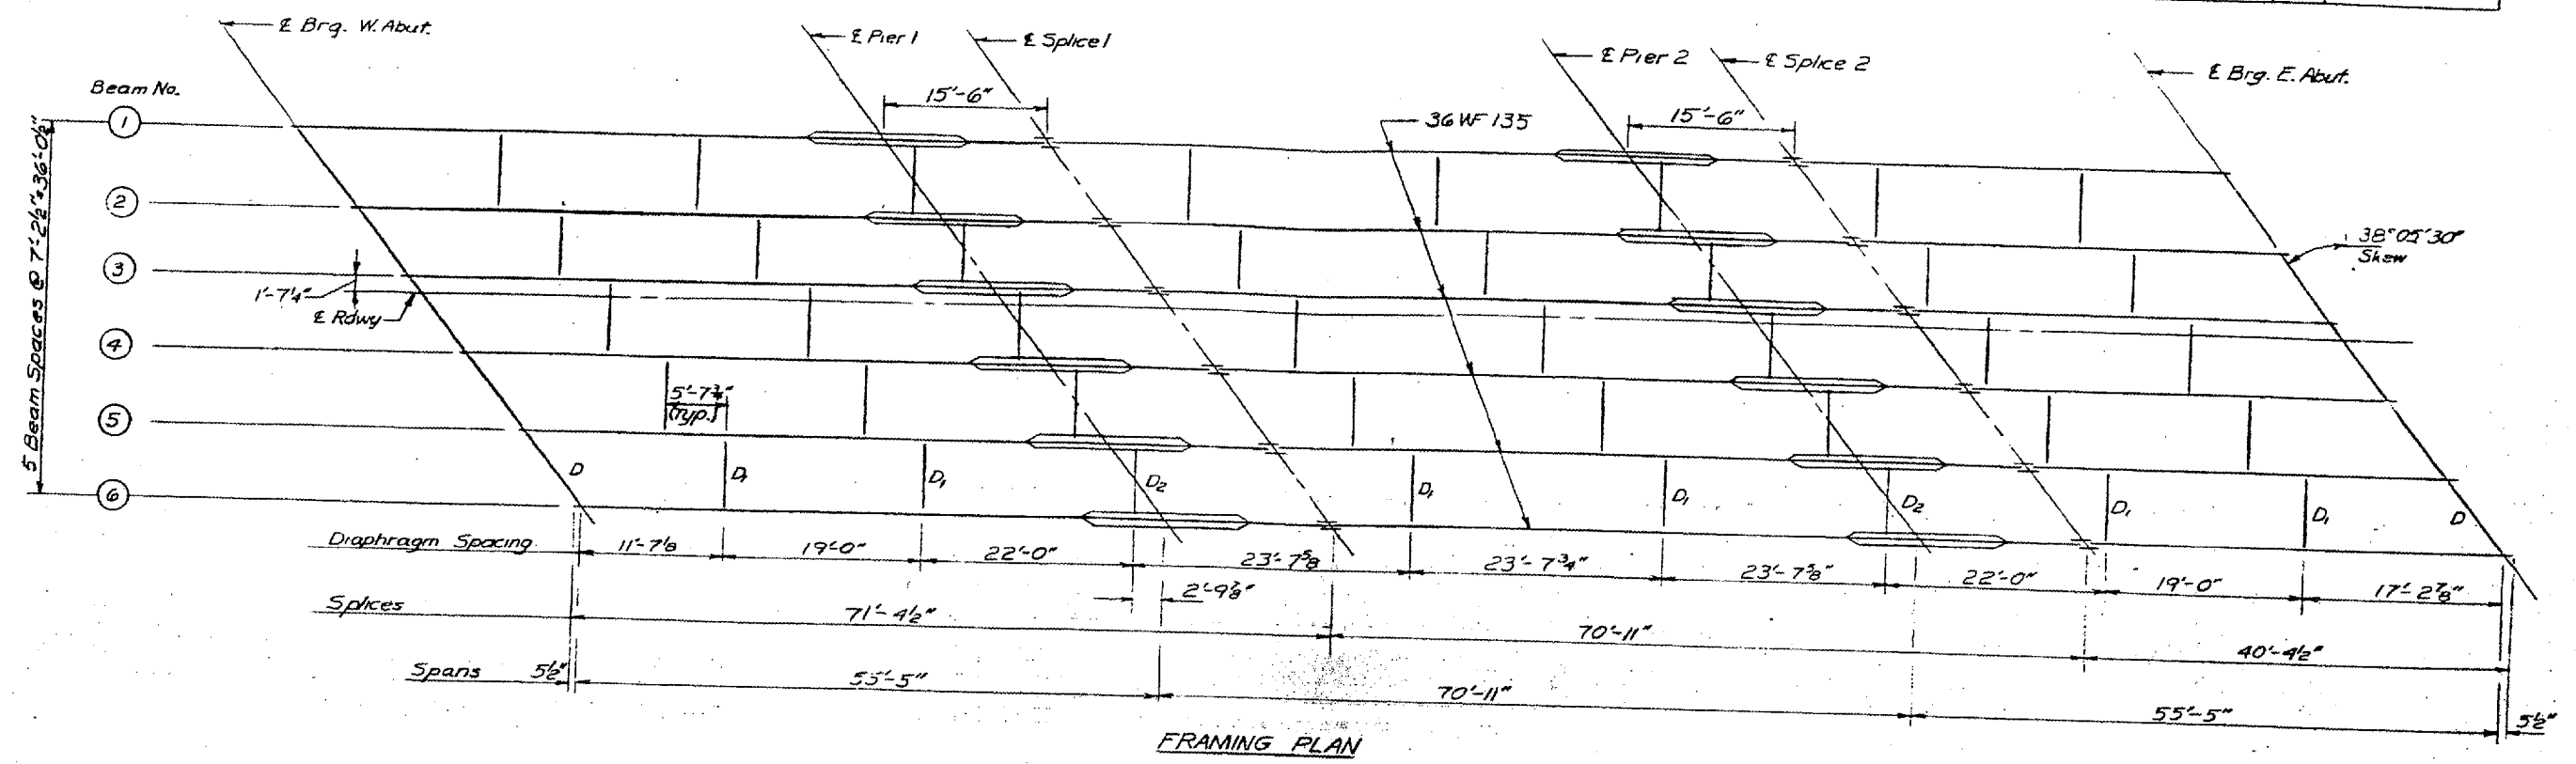 ℄ Brg. W. Abut.
℄ Pier 1
℄ Splice 1
℄ Pier 2
℄ Splice 2
℄ Brg. E. Abut.
Beam No.
15'-6"
36 WF 135
15'-6"
1
2
3
4
5
6
5 Beam Spaces @ 7'-2½"=36'-0½"
38°05'30"
Skew
1'-7¼"
℄ Rdwy
5'-7¾"
(Typ.)
D
D₁
D₁
D₂
D₁
D₁
D₂
D₁
D₁
D
Diaphragm Spacing
11'-7⅛
19'-0"
22'-0"
23'-7⅝
23'-7¾"
23'-7⅝"
22'-0"
19'-0"
17'-2⅞"
2'-9⅞"
Splices
71'-4½"
70'-11"
40'-4½"
Spans
5½"
55'-5"
70'-11"
55'-5"
5½"
FRAMING PLAN